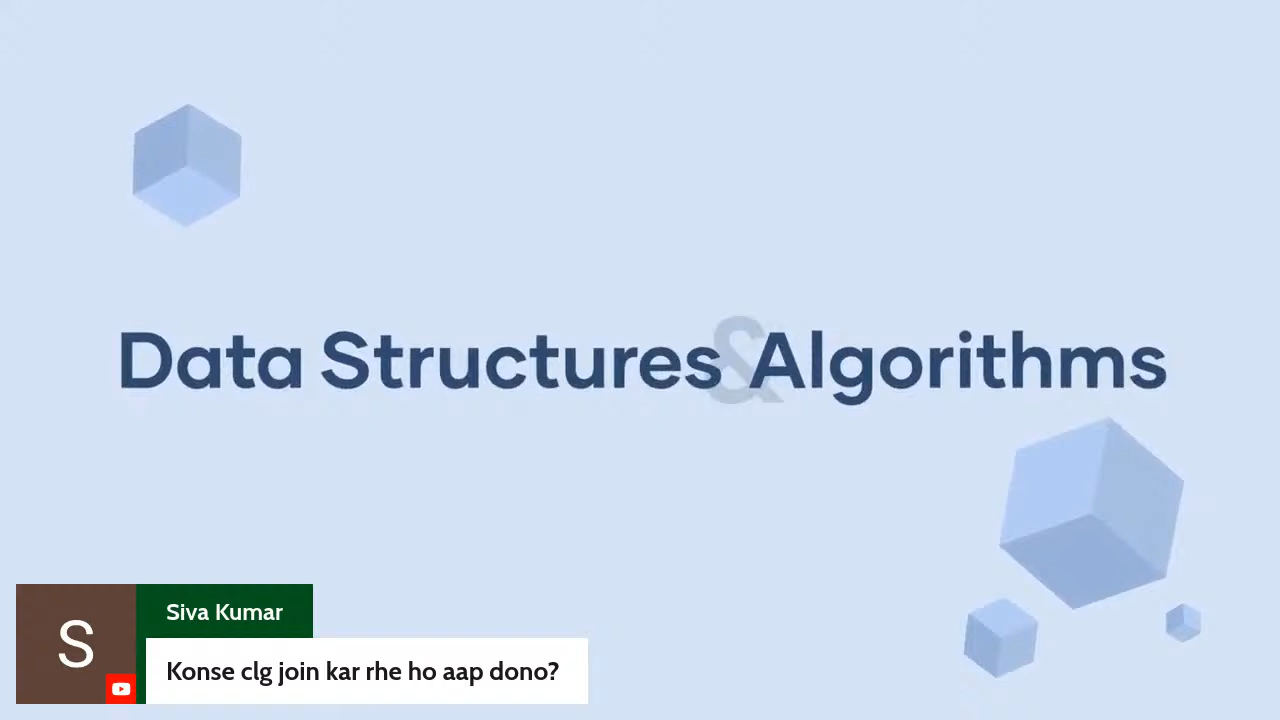 Data Structures & Algorithms
S
Siva Kumar
Konse clg join kar rhe ho aap dono?